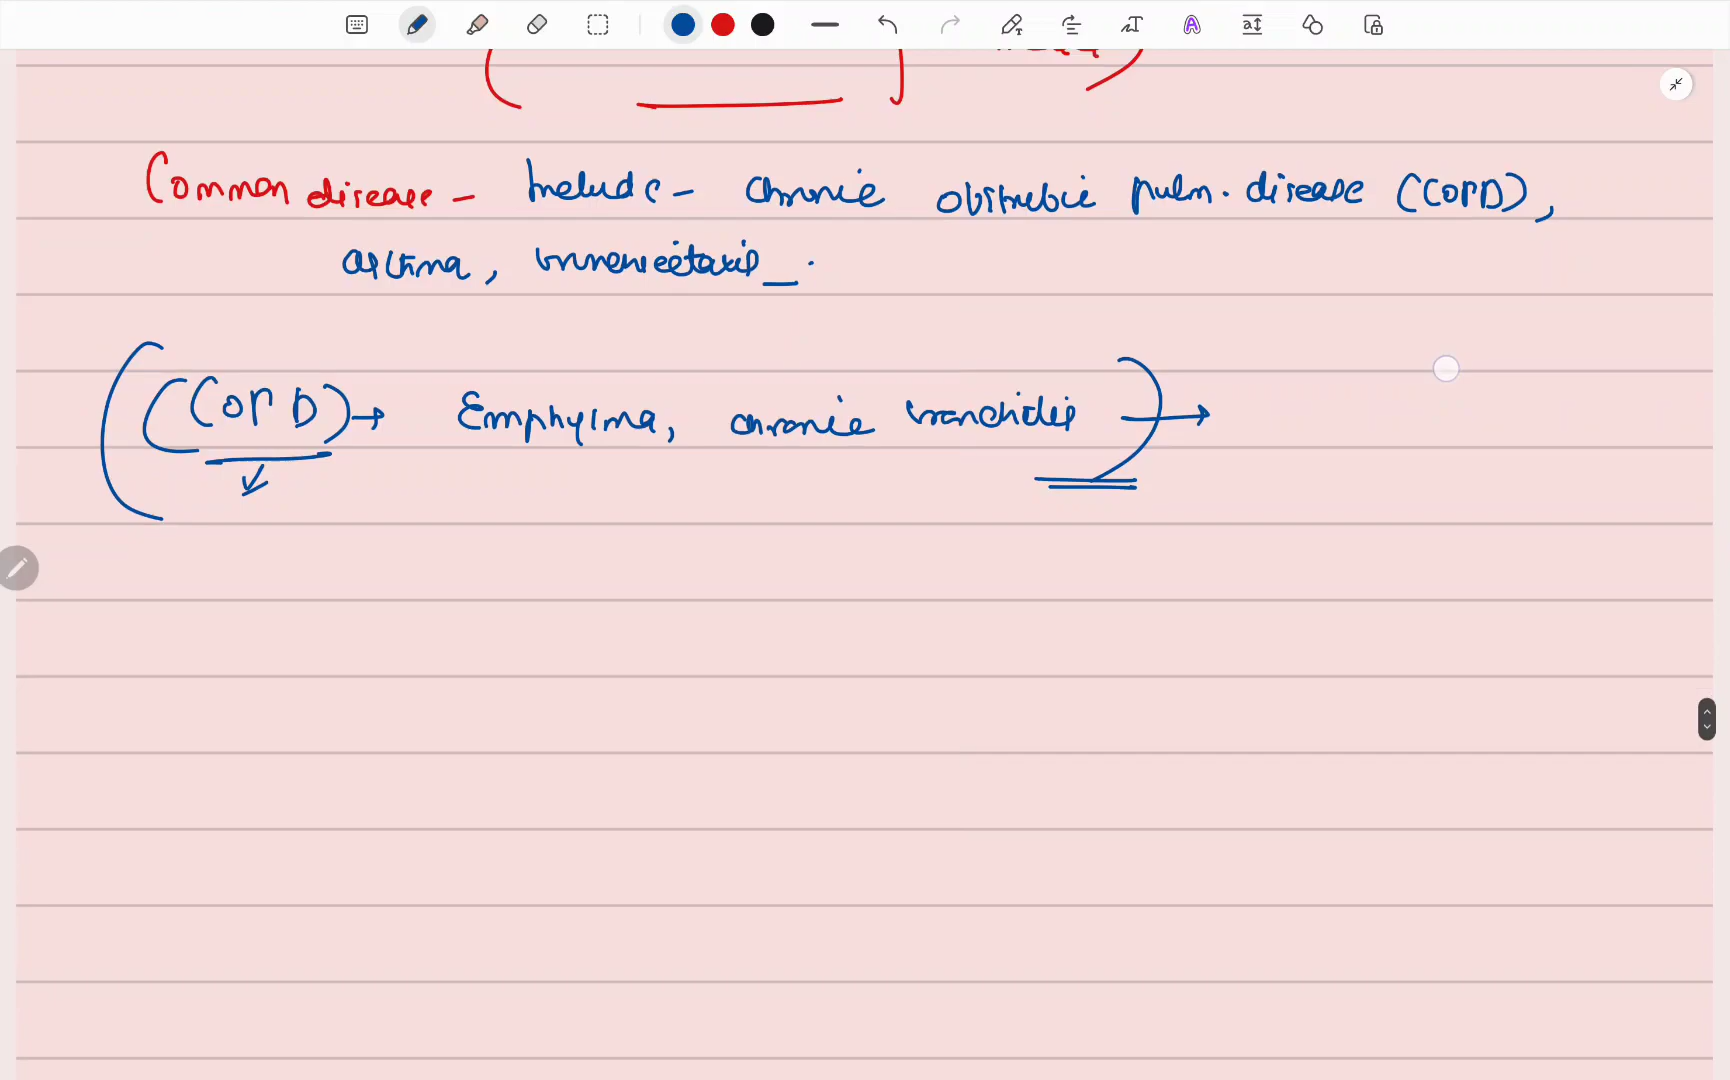 Common disease - Include - chronic obstructive pulm. disease (COPD),
asthma, bronchiectasis.
(COPD) → Emphysema, chronic bronchitis →